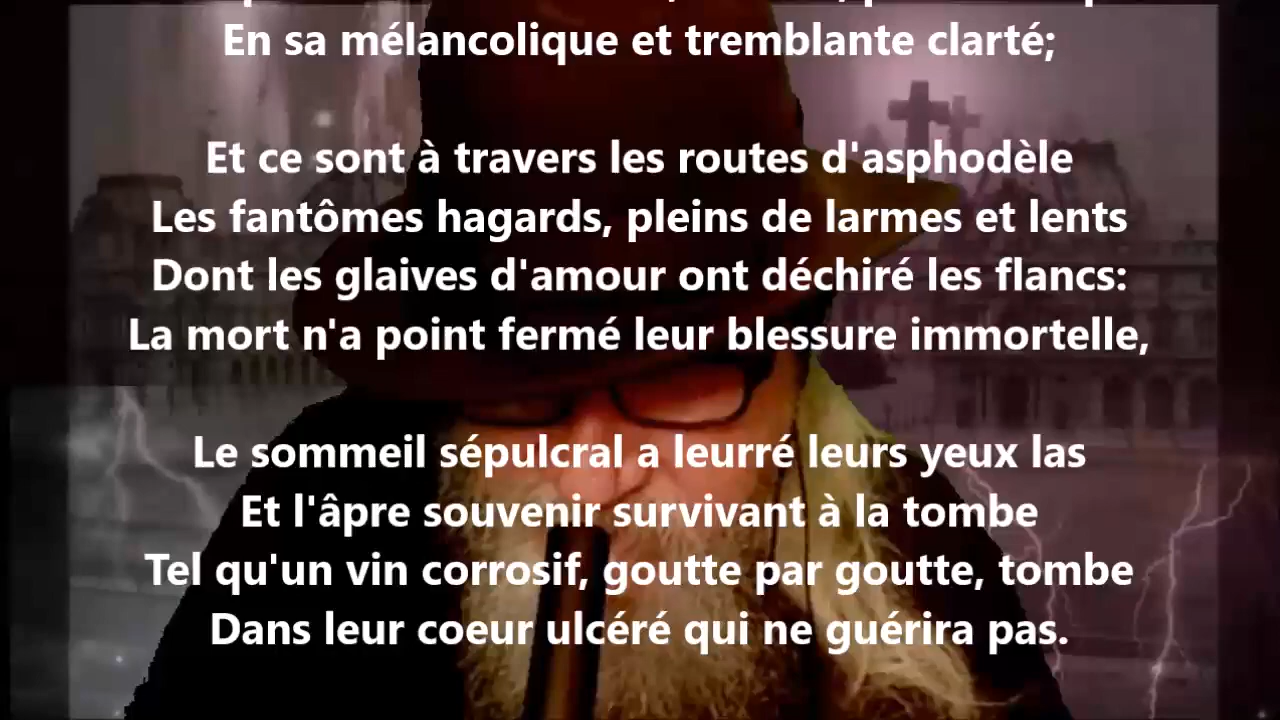 En sa mélancolique et tremblante clarté;
Et ce sont à travers les routes d'asphodèle
Les fantômes hagards, pleins de larmes et lents
Dont les glaives d'amour ont déchiré les flancs:
La mort n'a point fermé leur blessure immortelle,
Le sommeil sépulcral a leurré leurs yeux las
Et l'âpre souvenir survivant à la tombe
Tel qu'un vin corrosif, goutte par goutte, tombe
Dans leur coeur ulcéré qui ne guérira pas.